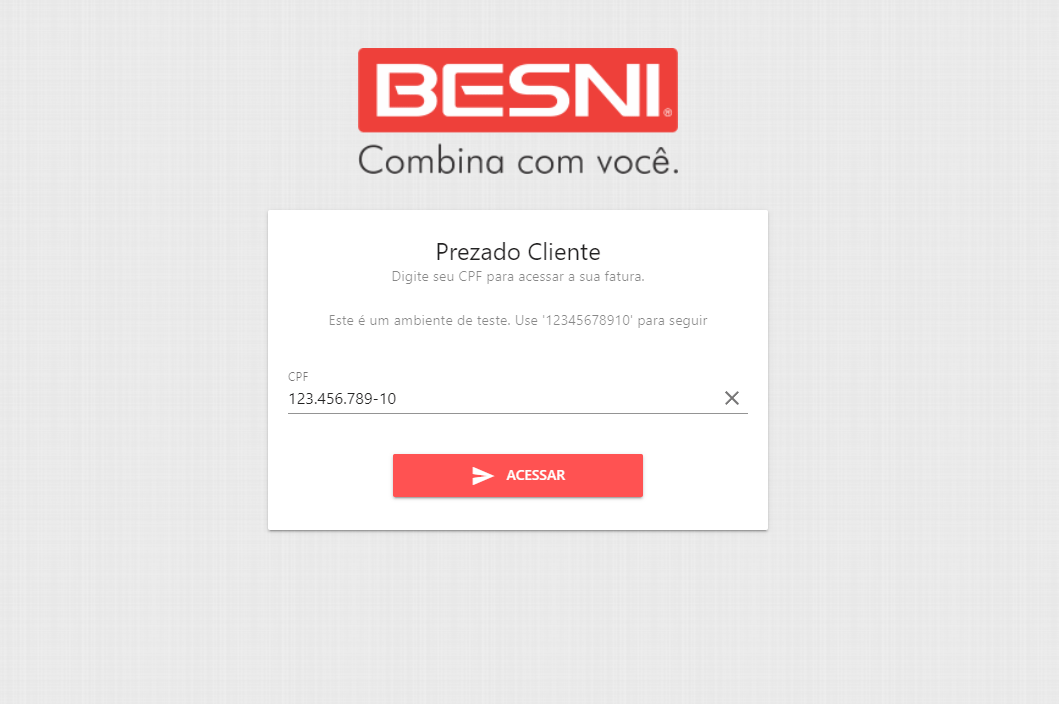 BESNI®
Combina com você.
Prezado Cliente
Digite seu CPF para acessar a sua fatura.
Este é um ambiente de teste. Use '12345678910' para seguir
CPF
123.456.789-10
ACESSAR